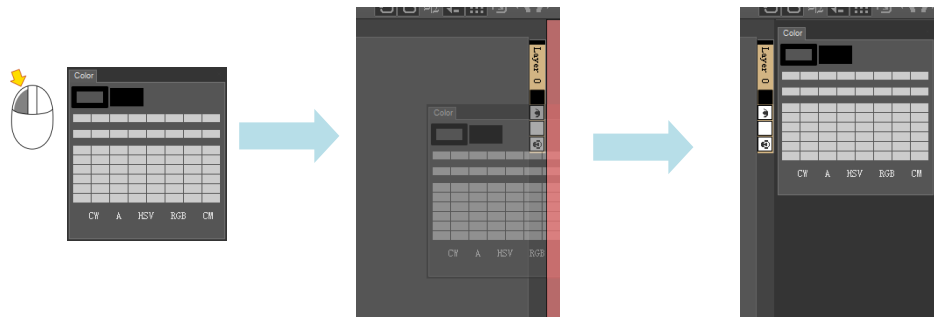 Color
CW A HSV RGB CM
Layer 0
Color
CW A HSV RGB
Layer 0
Color
CW A HSV RGB CM